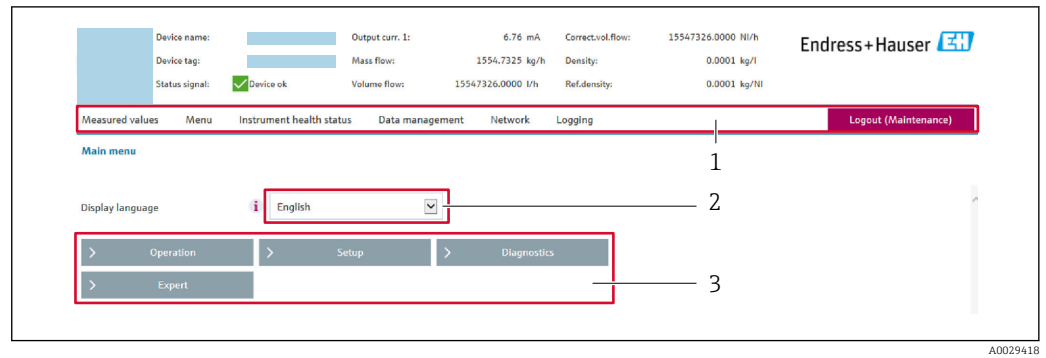 Device name: Output curr. 1: 6.76 mA Correct.vol.flow: 15547326.0000 Nl/h
Endress+Hauser EH
Device tag: Mass flow: 1554.7325 kg/h Density: 0.0001 kg/l
Status signal: Device ok Volume flow: 15547326.0000 l/h Ref.density: 0.0001 kg/Nl
Measured values Menu Instrument health status Data management Network Logging Logout (Maintenance)
1
Main menu
Display language i English 2
> Operation > Setup > Diagnostics
> Expert 3
A0029418